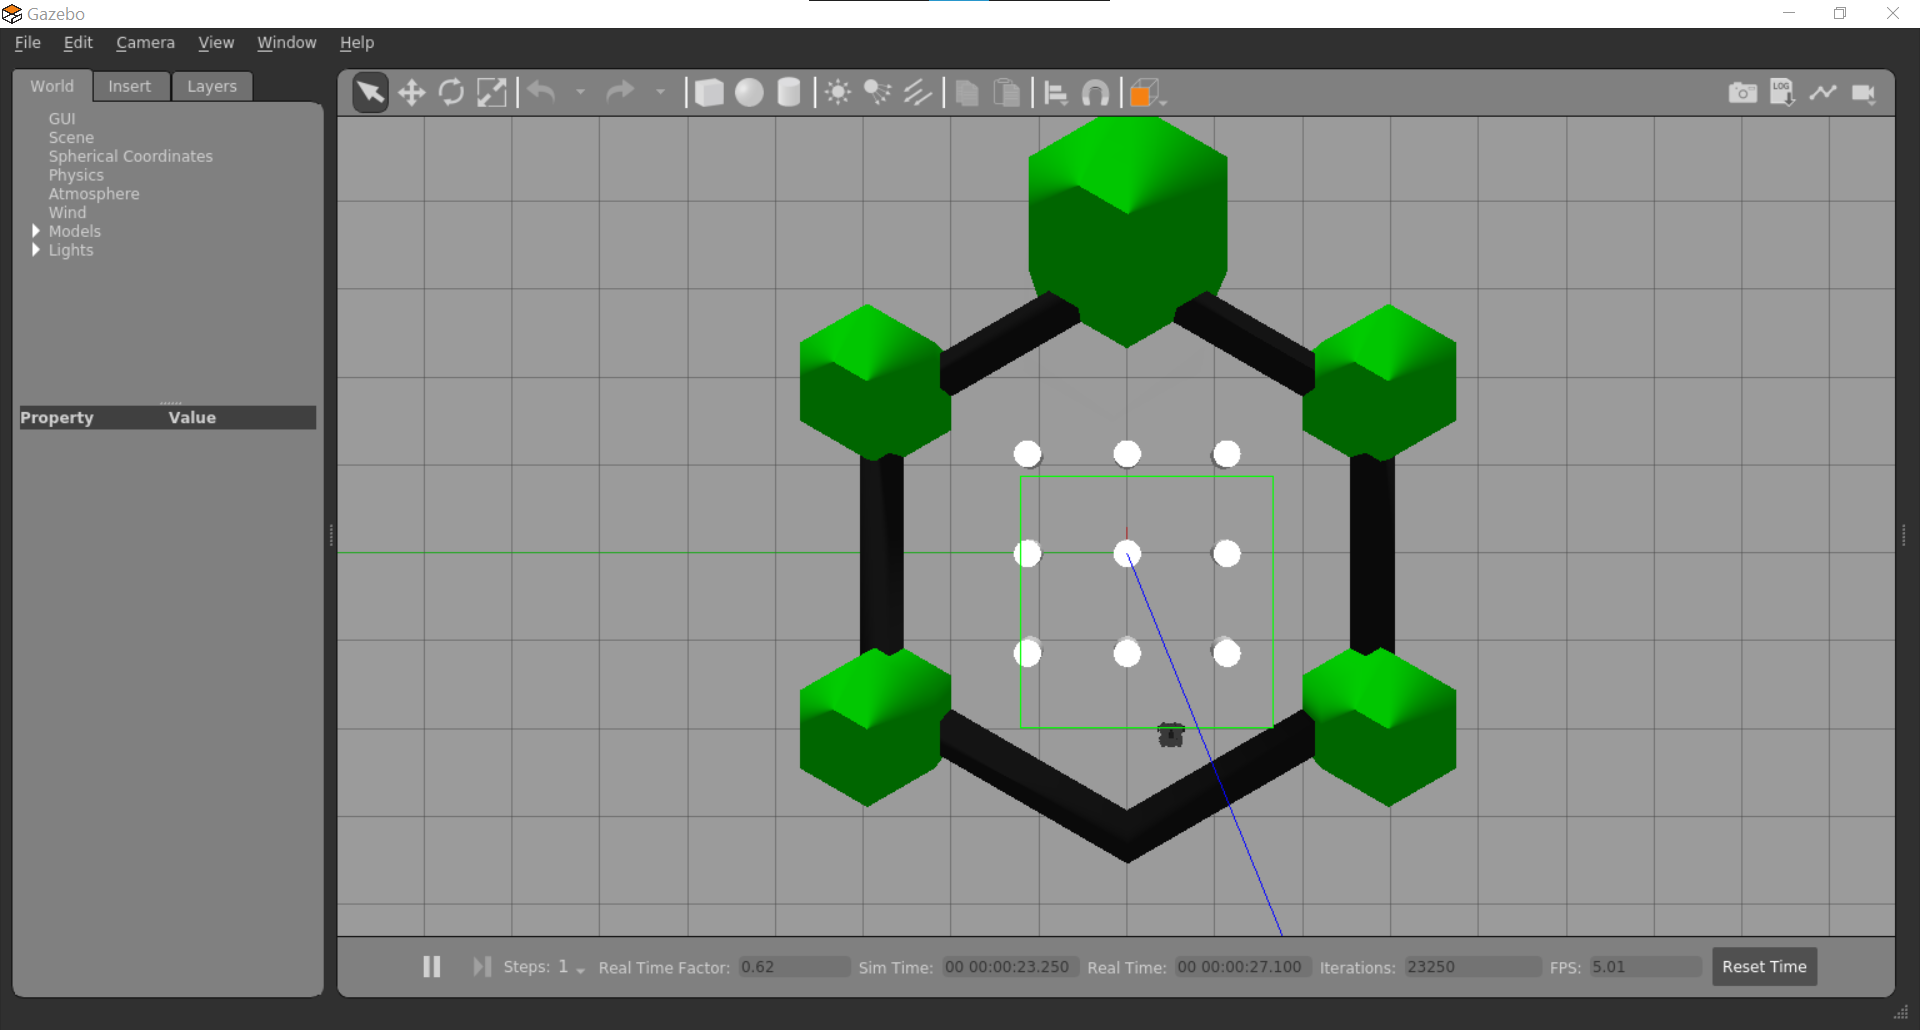 Gazebo
File Edit Camera View Window Help
World Insert Layers
GUI
Scene
Spherical Coordinates
Physics
Atmosphere
Wind
Models
Lights
Property Value
LOG
Steps: 1 Real Time Factor: 0.62 Sim Time: 00 00:00:23.250 Real Time: 00 00:00:27.100 Iterations: 23250 FPS: 5.01 Reset Time